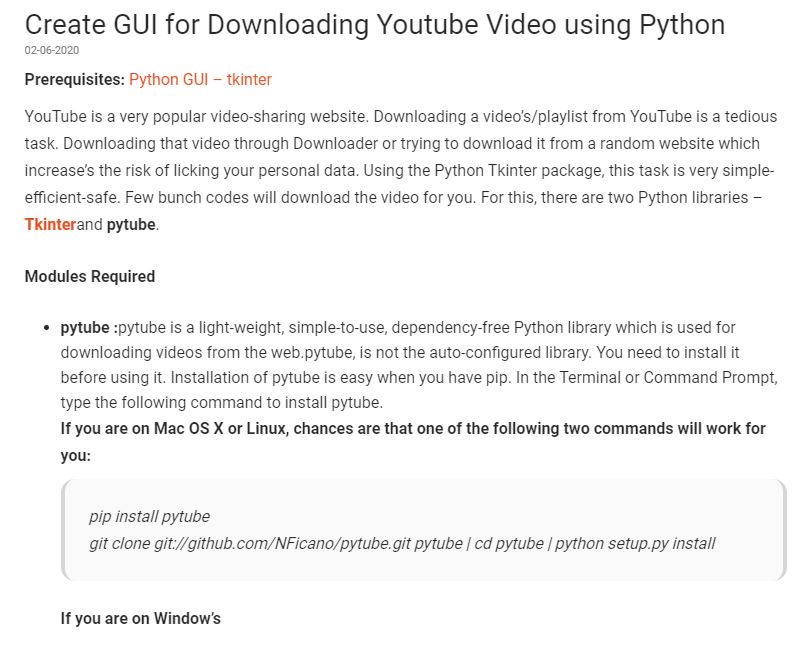 Create GUI for Downloading Youtube Video using Python
02-06-2020
Prerequisites: Python GUI – tkinter
YouTube is a very popular video-sharing website. Downloading a video's/playlist from YouTube is a tedious
task. Downloading that video through Downloader or trying to download it from a random website which
increase's the risk of licking your personal data. Using the Python Tkinter package, this task is very simple-
efficient-safe. Few bunch codes will download the video for you. For this, there are two Python libraries –
Tkinterand pytube.
Modules Required
• pytube :pytube is a light-weight, simple-to-use, dependency-free Python library which is used for
downloading videos from the web.pytube, is not the auto-configured library. You need to install it
before using it. Installation of pytube is easy when you have pip. In the Terminal or Command Prompt,
type the following command to install pytube.
If you are on Mac OS X or Linux, chances are that one of the following two commands will work for
you:
pip install pytube
git clone git://github.com/NFicano/pytube.git pytube | cd pytube | python setup.py install
If you are on Window's